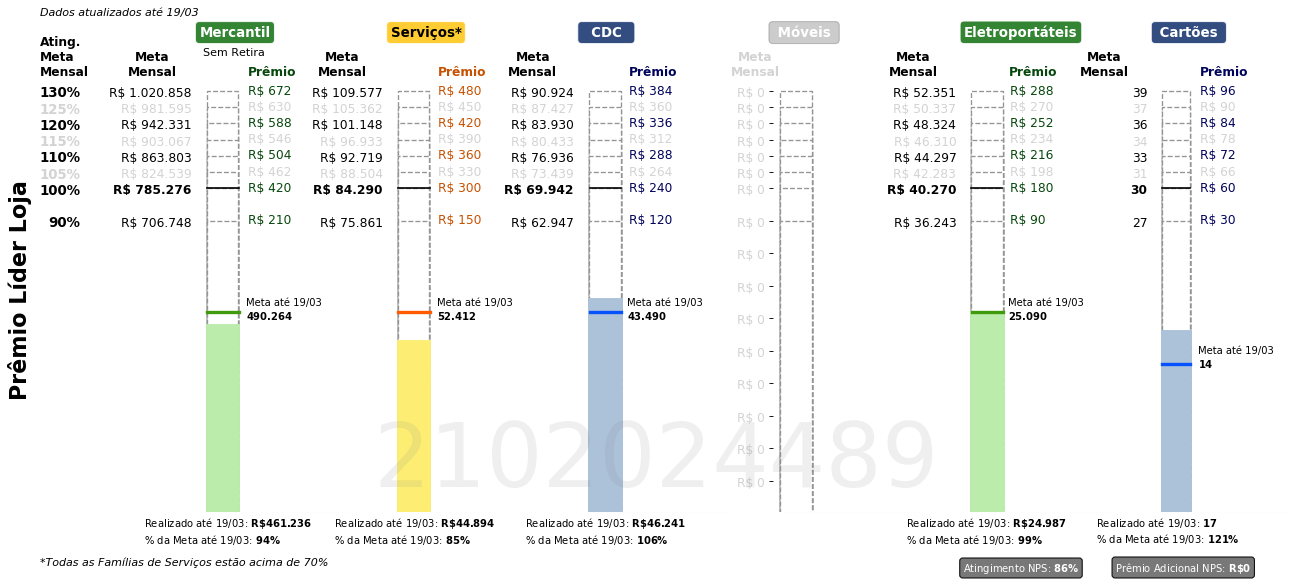 Dados atualizados até 19/03
Mercantil Serviços* CDC Móveis Eletroportáteis Cartões
Sem Retira
Ating. Meta Mensal
Meta Mensal Prêmio Meta Mensal Prêmio Meta Mensal Prêmio Meta Mensal Meta Mensal Prêmio Meta Mensal Prêmio
130% R$ 1.020.858 R$ 672 R$ 109.577 R$ 480 R$ 90.924 R$ 384 R$ 0 R$ 52.351 R$ 288 39 R$ 96
125% R$ 981.595 R$ 630 R$ 105.362 R$ 450 R$ 87.427 R$ 360 R$ 0 R$ 50.337 R$ 270 37 R$ 90
120% R$ 942.331 R$ 588 R$ 101.148 R$ 420 R$ 83.930 R$ 336 R$ 0 R$ 48.324 R$ 252 36 R$ 84
115% R$ 903.067 R$ 546 R$ 96.933 R$ 390 R$ 80.433 R$ 312 R$ 0 R$ 46.310 R$ 234 34 R$ 78
110% R$ 863.803 R$ 504 R$ 92.719 R$ 360 R$ 76.936 R$ 288 R$ 0 R$ 44.297 R$ 216 33 R$ 72
105% R$ 824.539 R$ 462 R$ 88.504 R$ 330 R$ 73.439 R$ 264 R$ 0 R$ 42.283 R$ 198 31 R$ 66
100% R$ 785.276 R$ 420 R$ 84.290 R$ 300 R$ 69.942 R$ 240 R$ 0 R$ 40.270 R$ 180 30 R$ 60
90% R$ 706.748 R$ 210 R$ 75.861 R$ 150 R$ 62.947 R$ 120 R$ 0 R$ 36.243 R$ 90 27 R$ 30
R$ 0
R$ 0
R$ 0
R$ 0
R$ 0
R$ 0
R$ 0
R$ 0
Prêmio Líder Loja
Meta até 19/03
490.264
Meta até 19/03
52.412
Meta até 19/03
43.490
Meta até 19/03
25.090
Meta até 19/03
14
2102024489
Realizado até 19/03: R$461.236
% da Meta até 19/03: 94%
Realizado até 19/03: R$44.894
% da Meta até 19/03: 85%
Realizado até 19/03: R$46.241
% da Meta até 19/03: 106%
Realizado até 19/03: R$24.987
% da Meta até 19/03: 99%
Realizado até 19/03: 17
% da Meta até 19/03: 121%
*Todas as Famílias de Serviços estão acima de 70%
Atingimento NPS: 86%
Prêmio Adicional NPS: R$0